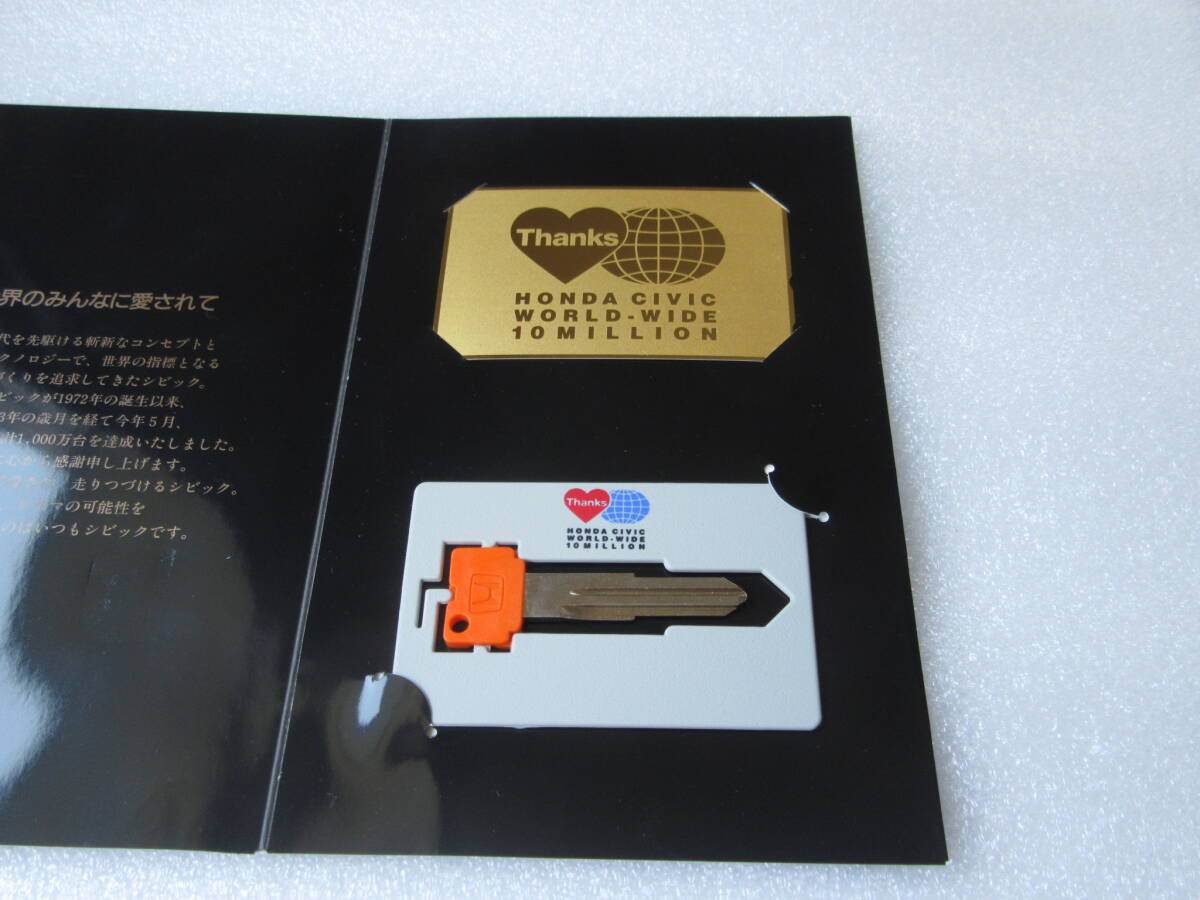 界のみんなに愛されて
代を先駆ける斬新なコンセプトと
クノロジーで、世界の指標となる
づくりを追求してきたシビック。
ビックが1972年の誕生以来、
3年の歳月を経て今年5月、
計1,000万台を達成いたしました。
心から感謝申し上げます。
走りつづけるシビック。
マの可能性を
のはいつもシビックです。
Thanks
HONDA CIVIC
WORLD-WIDE
10 MILLION
Thanks
HONDA CIVIC
WORLD-WIDE
10 MILLION